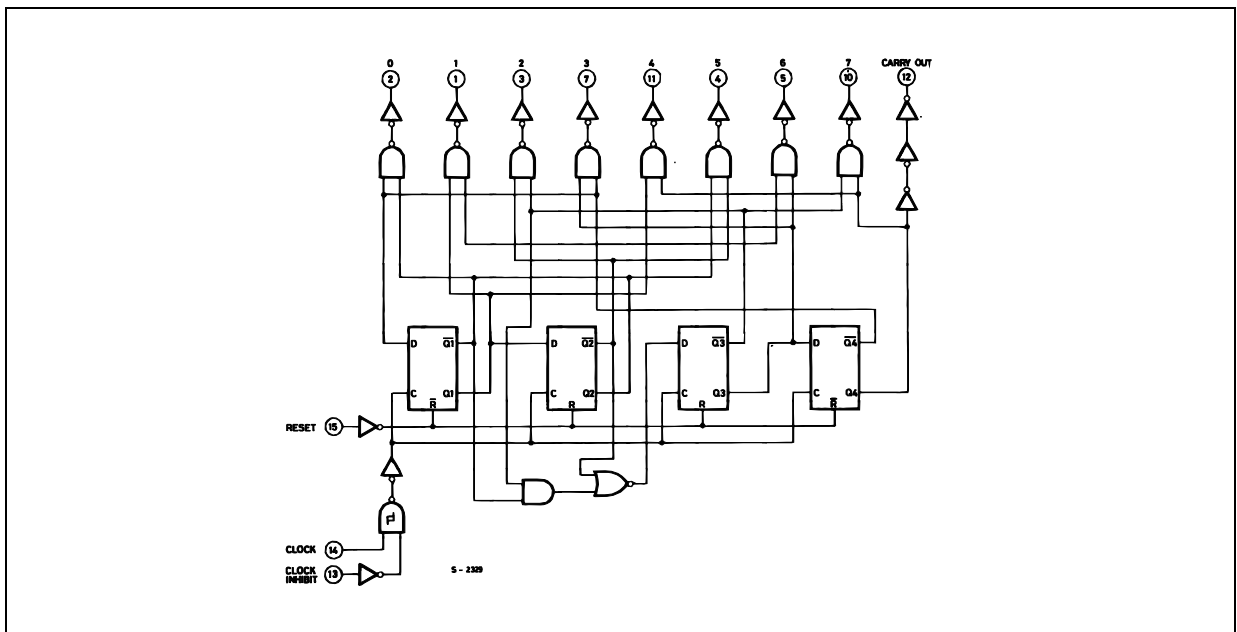 0 1 2 3 4 5 6 7 CARRY OUT
2 1 3 7 11 4 5 10 12
D Q1 D Q2 D Q3 D Q4
C Q1 C Q2 C Q3 C Q4
R R R R
RESET 15
CLOCK 14
CLOCK INHIBIT 13
S - 2329